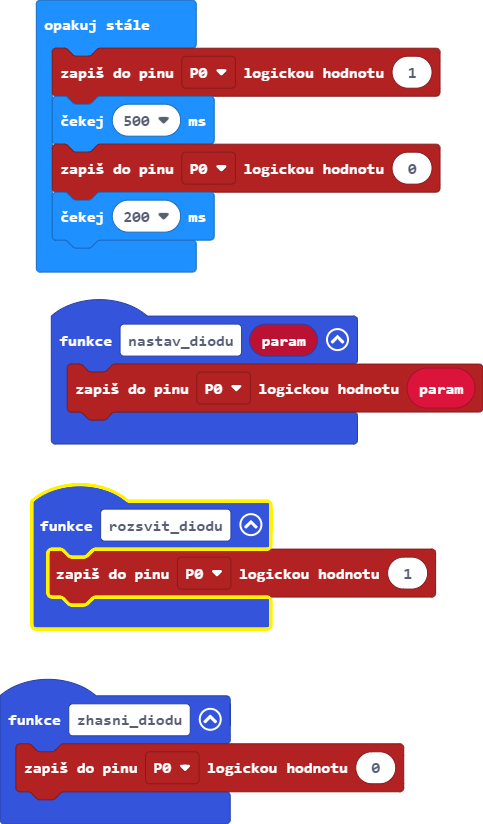 opakuj stále
zapiš do pinu P0 logickou hodnotu 1
čekej 500 ms
zapiš do pinu P0 logickou hodnotu 0
čekej 200 ms
funkce nastav_diodu param
zapiš do pinu P0 logickou hodnotu param
funkce rozsvit_diodu
zapiš do pinu P0 logickou hodnotu 1
funkce zhasni_diodu
zapiš do pinu P0 logickou hodnotu 0